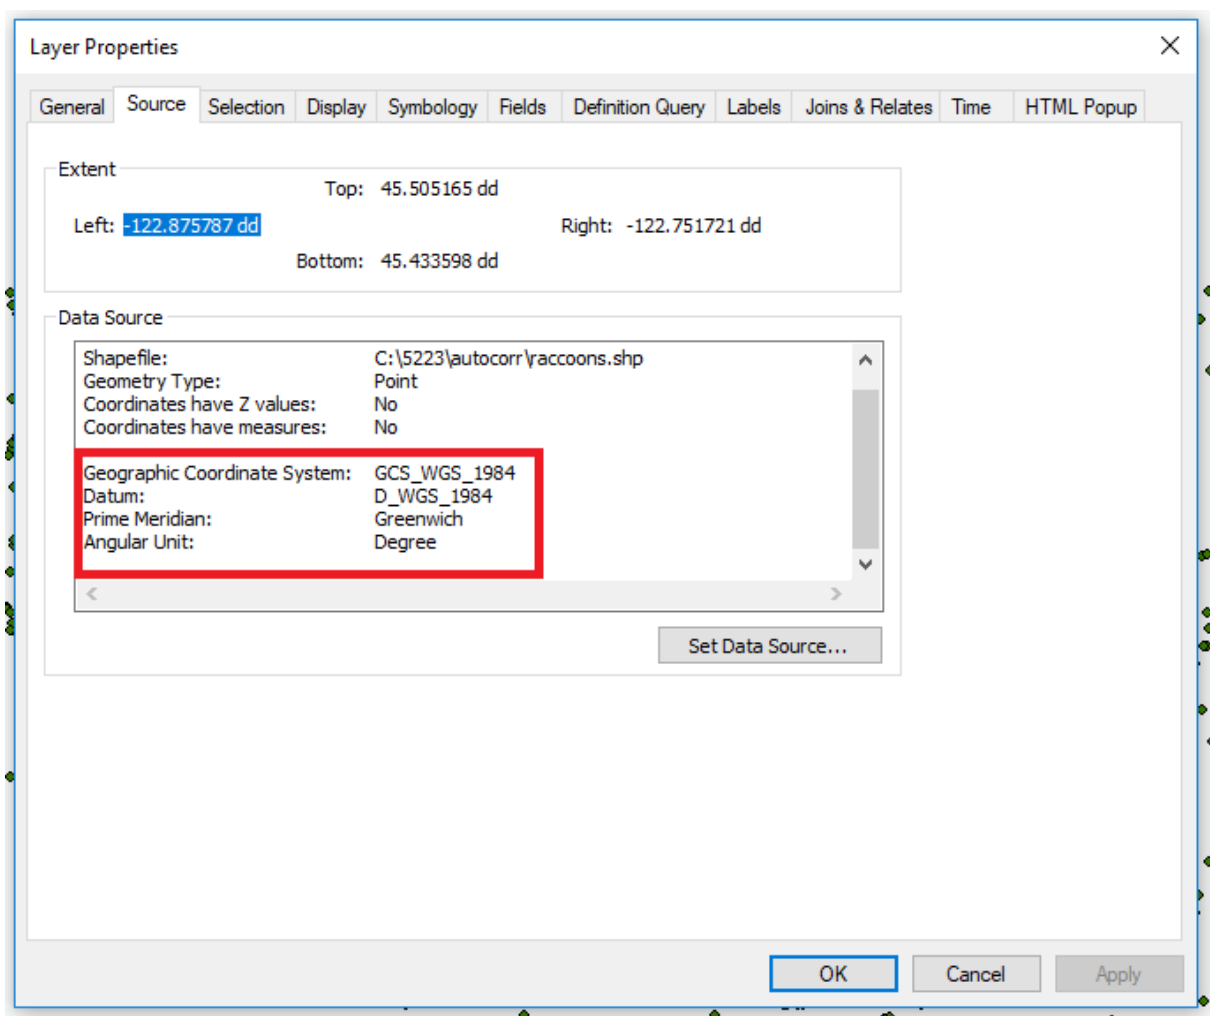 Layer Properties
General Source Selection Display Symbology Fields Definition Query Labels Joins & Relates Time HTML Popup
Extent
Top: 45.505165 dd
Left: -122.875787 dd Right: -122.751721 dd
Bottom: 45.433598 dd
Data Source
Shapefile: C:\5223\autocorr\raccoons.shp
Geometry Type: Point
Coordinates have Z values: No
Coordinates have measures: No
Geographic Coordinate System: GCS_WGS_1984
Datum: D_WGS_1984
Prime Meridian: Greenwich
Angular Unit: Degree
Set Data Source...
OK Cancel Apply